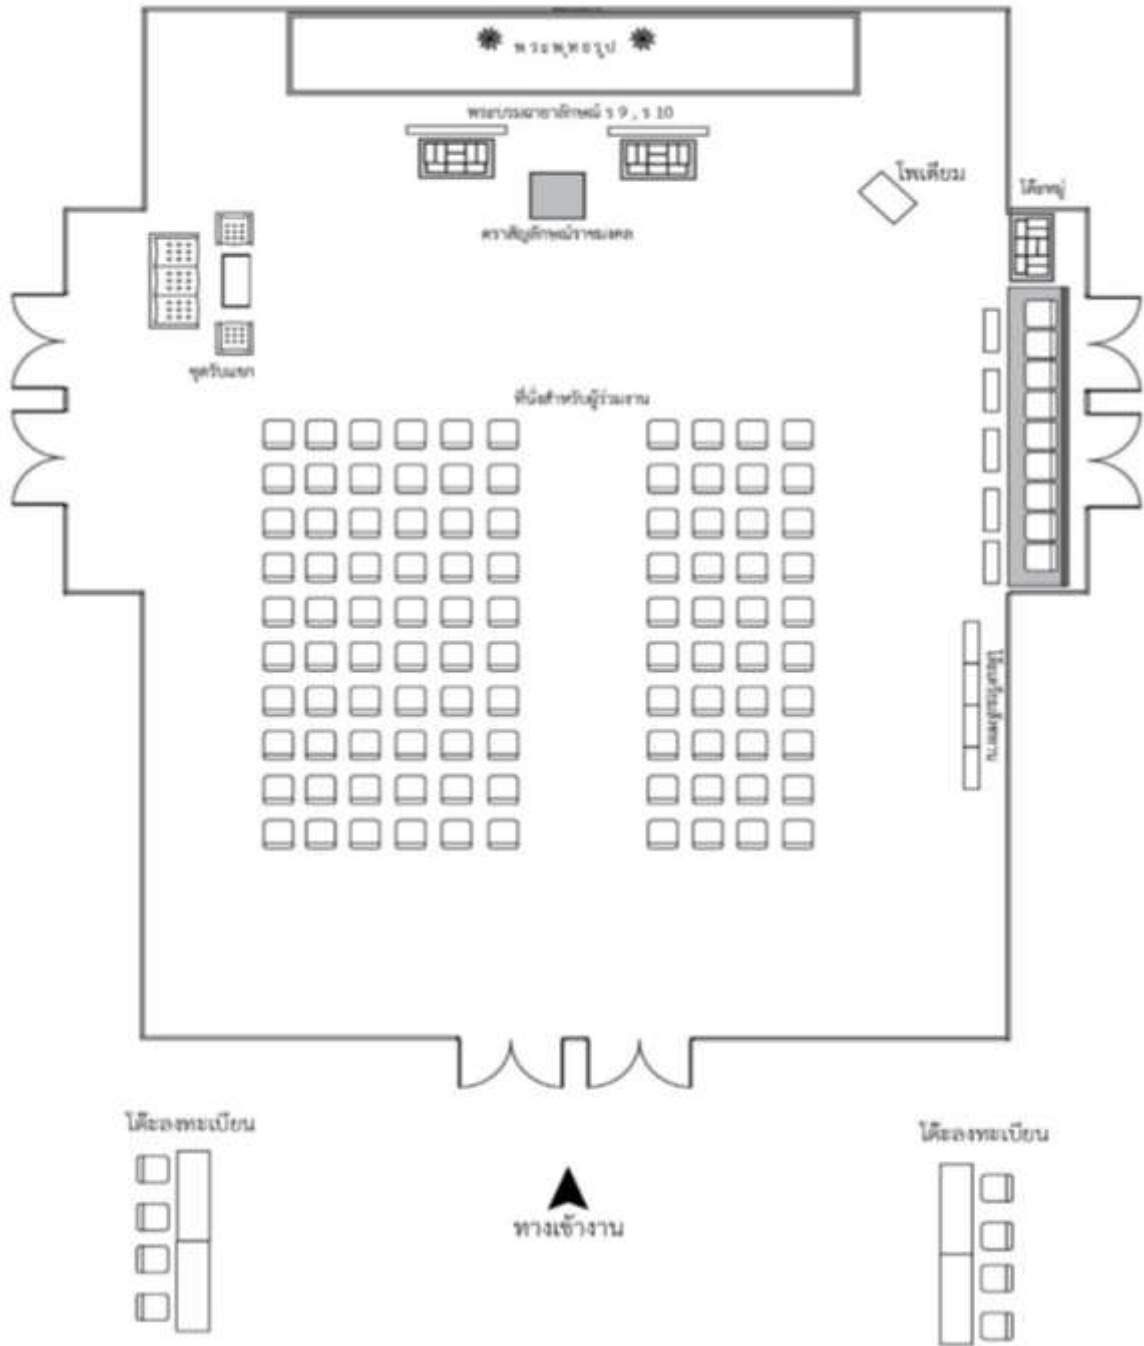 พระพุทธรูป
พระบรมฉายาลักษณ์ ร 9 , ร 10
โพเดียม
โต๊ะหมู่
ตราสัญลักษณ์ราชมงคล
ชุดรับแขก
ที่นั่งสำหรับผู้ร่วมงาน
โต๊ะลงทะเบียน
โต๊ะลงทะเบียน
ทางเข้างาน